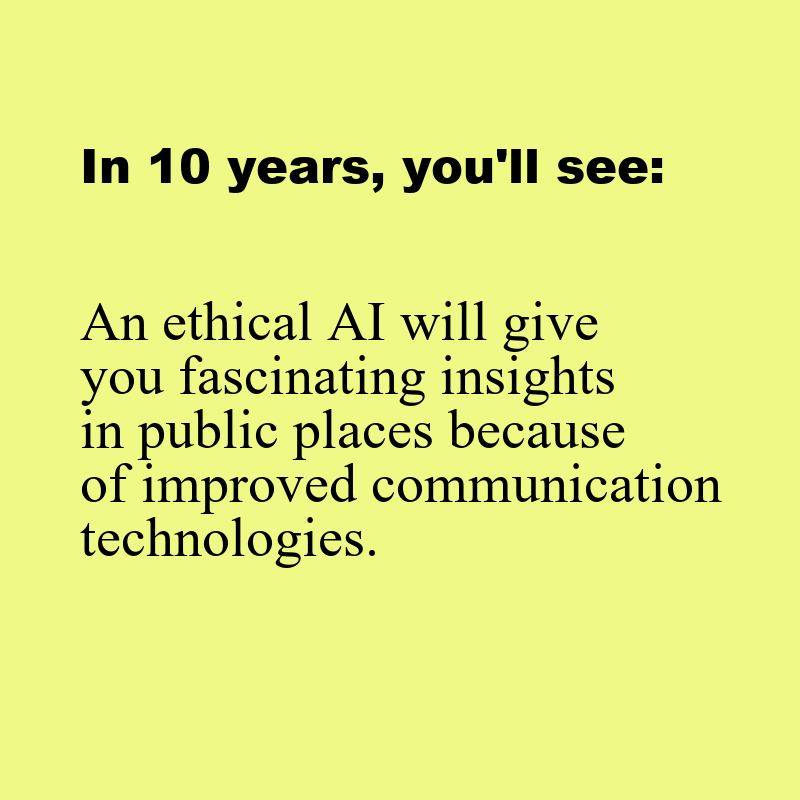 In 10 years, you'll see:
An ethical AI will give
you fascinating insights
in public places because
of improved communication
technologies.